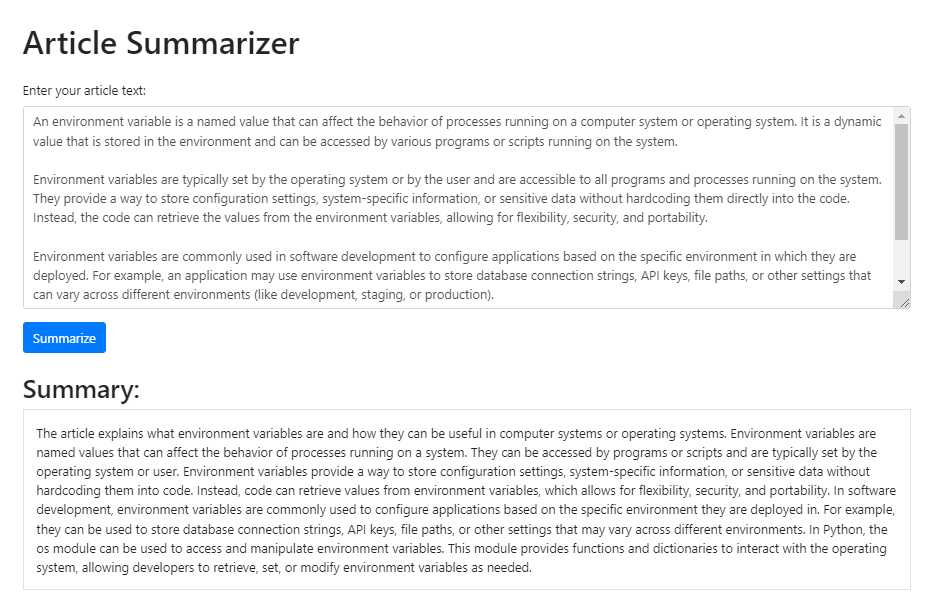 Article Summarizer
Enter your article text:
An environment variable is a named value that can affect the behavior of processes running on a computer system or operating system. It is a dynamic
value that is stored in the environment and can be accessed by various programs or scripts running on the system.
Environment variables are typically set by the operating system or by the user and are accessible to all programs and processes running on the system.
They provide a way to store configuration settings, system-specific information, or sensitive data without hardcoding them directly into the code.
Instead, the code can retrieve the values from the environment variables, allowing for flexibility, security, and portability.
Environment variables are commonly used in software development to configure applications based on the specific environment in which they are
deployed. For example, an application may use environment variables to store database connection strings, API keys, file paths, or other settings that
can vary across different environments (like development, staging, or production).
Summarize
Summary:
The article explains what environment variables are and how they can be useful in computer systems or operating systems. Environment variables are
named values that can affect the behavior of processes running on a system. They can be accessed by programs or scripts and are typically set by the
operating system or user. Environment variables provide a way to store configuration settings, system-specific information, or sensitive data without
hardcoding them into code. Instead, code can retrieve values from environment variables, which allows for flexibility, security, and portability. In software
development, environment variables are commonly used to configure applications based on the specific environment they are deployed in. For example,
they can be used to store database connection strings, API keys, file paths, or other settings that may vary across different environments. In Python, the
os module can be used to access and manipulate environment variables. This module provides functions and dictionaries to interact with the operating
system, allowing developers to retrieve, set, or modify environment variables as needed.